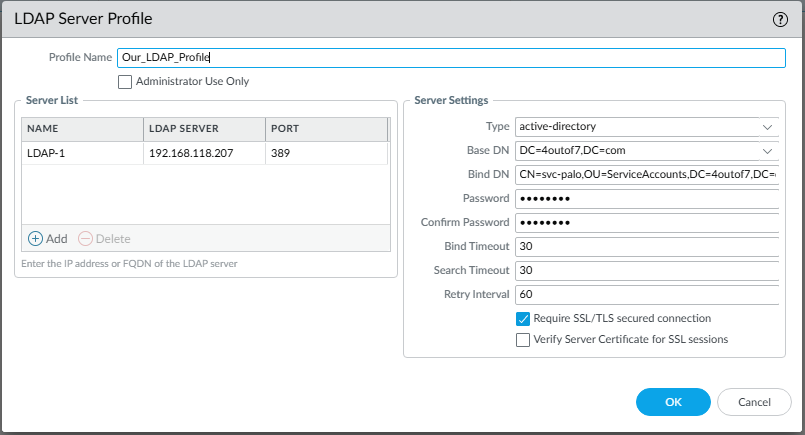 LDAP Server Profile
Profile Name Our_LDAP_Profile
Administrator Use Only
Server List
NAME LDAP SERVER PORT
LDAP-1 192.168.118.207 389
Add Delete
Enter the IP address or FQDN of the LDAP server
Server Settings
Type active-directory
Base DN DC=4outof7,DC=com
Bind DN CN=svc-palo,OU=ServiceAccounts,DC=4outof7,DC=
Password ••••••••
Confirm Password ••••••••
Bind Timeout 30
Search Timeout 30
Retry Interval 60
Require SSL/TLS secured connection
Verify Server Certificate for SSL sessions
OK Cancel